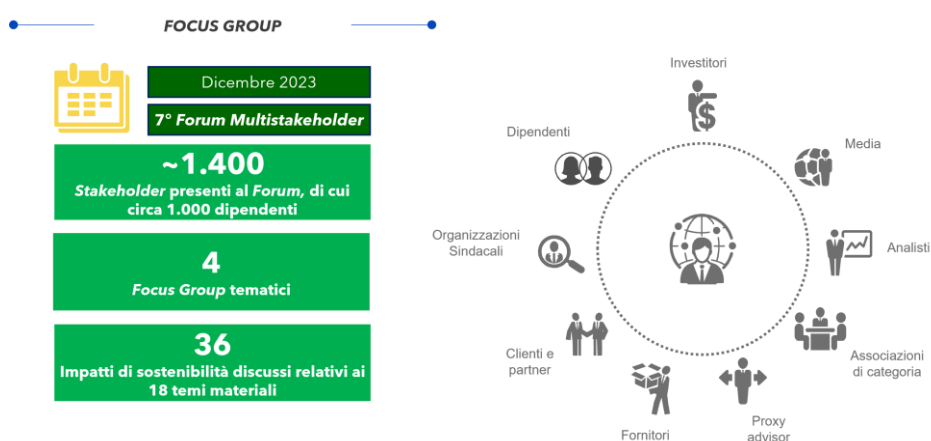 FOCUS GROUP
Dicembre 2023
7° Forum Multistakeholder
~1.400
Stakeholder presenti al Forum, di cui
circa 1.000 dipendenti
4
Focus Group tematici
36
Impatti di sostenibilità discussi relativi ai
18 temi materiali
Investitori
Media
Analisti
Associazioni
di categoria
Proxy
advisor
Fornitori
Clienti e
partner
Organizzazioni
Sindacali
Dipendenti